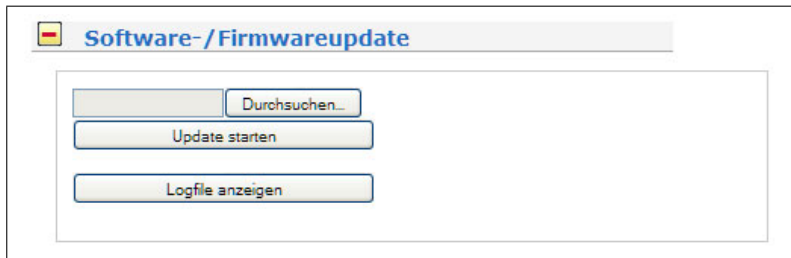 Software-/Firmwareupdate
Durchsuchen...
Update starten
Logfile anzeigen